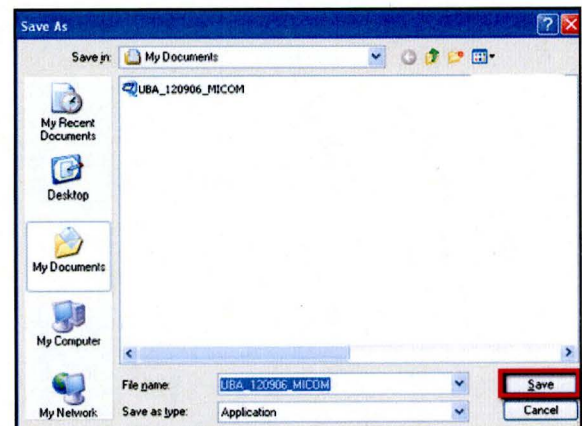 Save As
Save in:
My Documents
UBA_120906_MICOM
My Recent
Documents
Desktop
My Documents
My Computer
My Network
File name:
UBA_120906_MICOM
Save
Save as type:
Application
Cancel